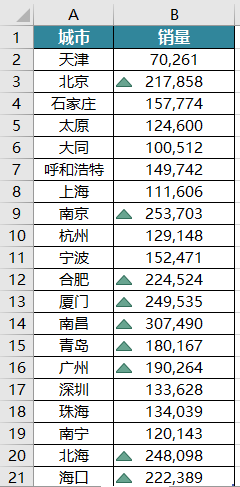 A B
1 城市 销量
2 天津 70,261
3 北京 217,858
4 石家庄 157,774
5 太原 124,600
6 大同 100,512
7 呼和浩特 149,742
8 上海 111,606
9 南京 253,703
10 杭州 129,148
11 宁波 152,471
12 合肥 224,524
13 厦门 249,535
14 南昌 307,490
15 青岛 180,167
16 广州 190,264
17 深圳 133,628
18 珠海 134,039
19 南宁 120,143
20 北海 248,098
21 海口 222,389